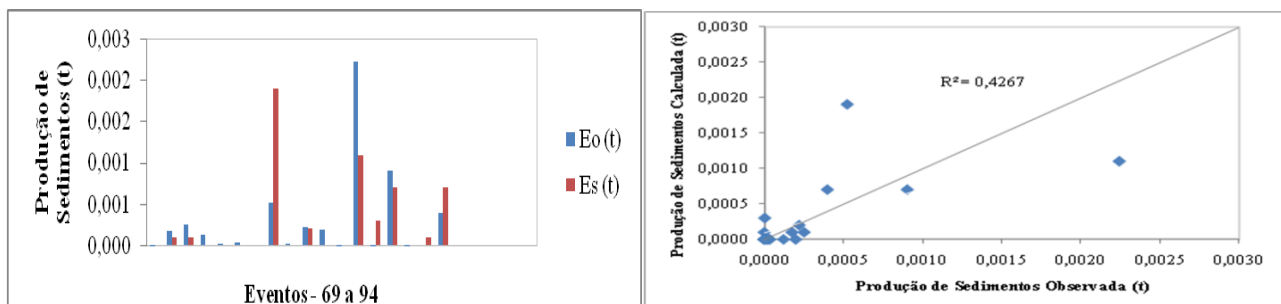 0,003
0,002
0,002
0,001
0,001
0,000
Produção de
Sedimentos (t)
Eventos - 69 a 94
Eo (t)
Es (t)
0,0030
0,0025
0,0020
0,0015
0,0010
0,0005
0,0000
Produção de Sedimentos Calculada (t)
R²= 0,4267
0,0000 0,0005 0,0010 0,0015 0,0020 0,0025 0,0030
Produção de Sedimentos Observada (t)